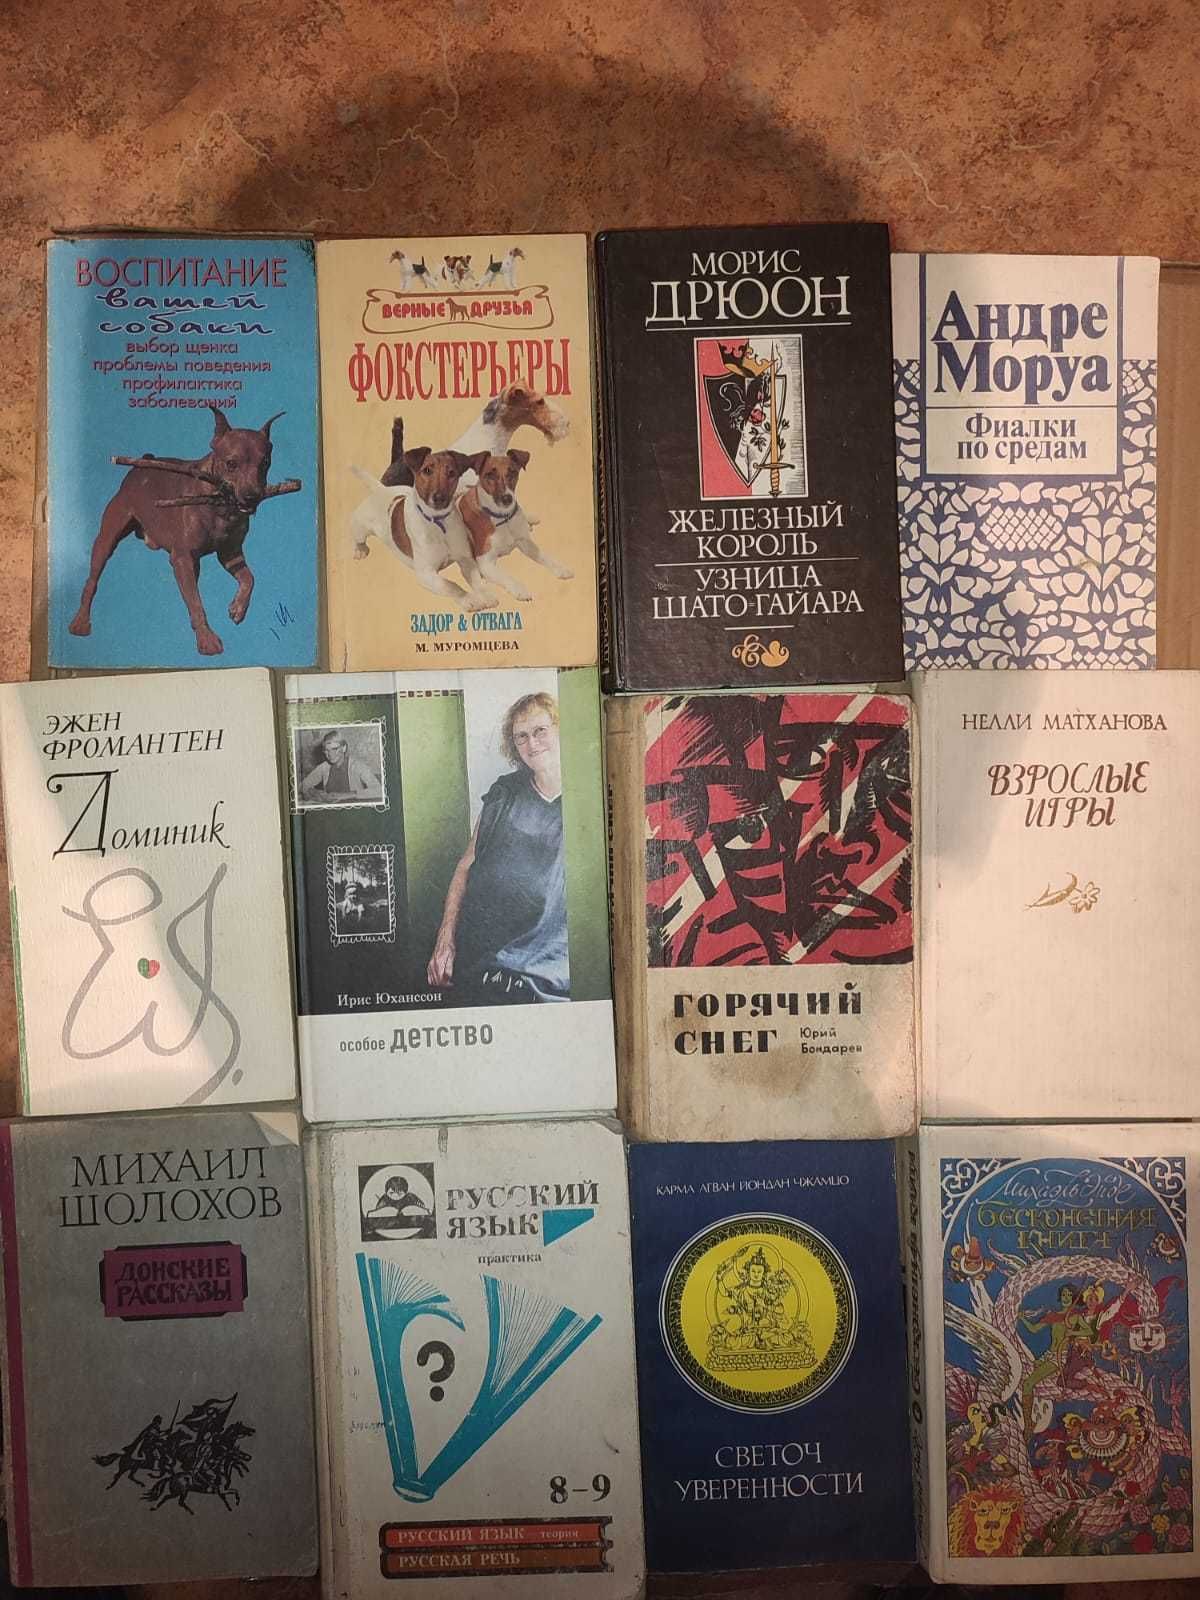 ВОСПИТАНИЕ
вашей
собаки
выбор щенка
проблемы поведения
профилактика
заболеваний
ВЕРНЫЕ ДРУЗЬЯ
ФОКСТЕРЬЕРЫ
ЗАДОР & ОТВАГА
М. МУРОМЦЕВА
МОРИС
ДРЮОН
ЖЕЛЕЗНЫЙ
КОРОЛЬ
УЗНИЦА
ШАТО-ГАЙАРА
Андре
Моруа
Фиалки
по средам
ЭЖЕН
ФРОМАНТЕН
Доминик
Ирис Юханссон
особое ДЕТСТВО
ГОРЯЧИЙ
СНЕГ
Юрий
Бондарев
НЕЛЛИ МАТХАНОВА
ВЗРОСЛЫЕ
ИГРЫ
МИХАИЛ
ШОЛОХОВ
ДОНСКИЕ
РАССКАЗЫ
РУССКИЙ
ЯЗЫК
практика
?
8-9
РУССКИЙ ЯЗЫК — теория
РУССКАЯ РЕЧЬ
КАРМА АГВАН ЙОНДАН ЧЖАМЦО
СВЕТОЧ
УВЕРЕННОСТИ
Михаэль Энде
БЕСКОНЕЧНАЯ
КНИГА